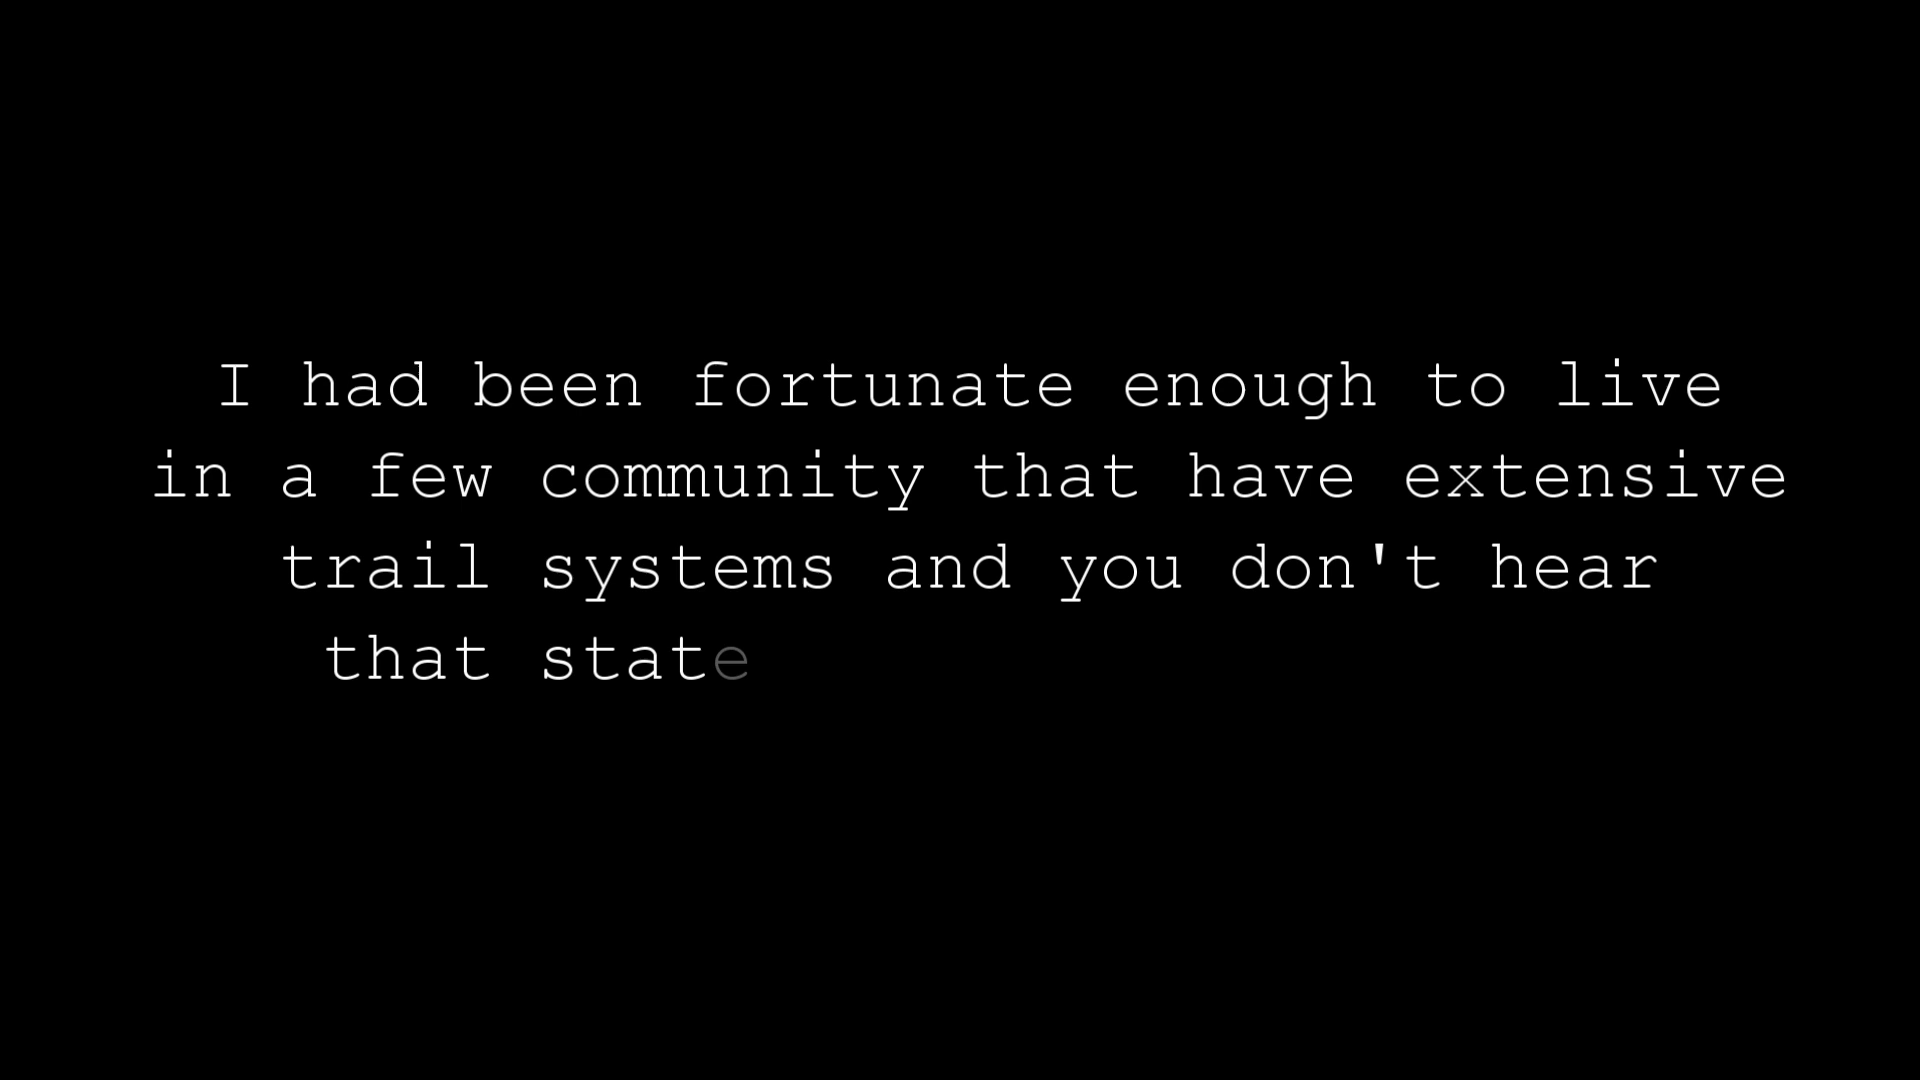 I had been fortunate enough to live
in a few community that have extensive
trail systems and you don't hear
that state